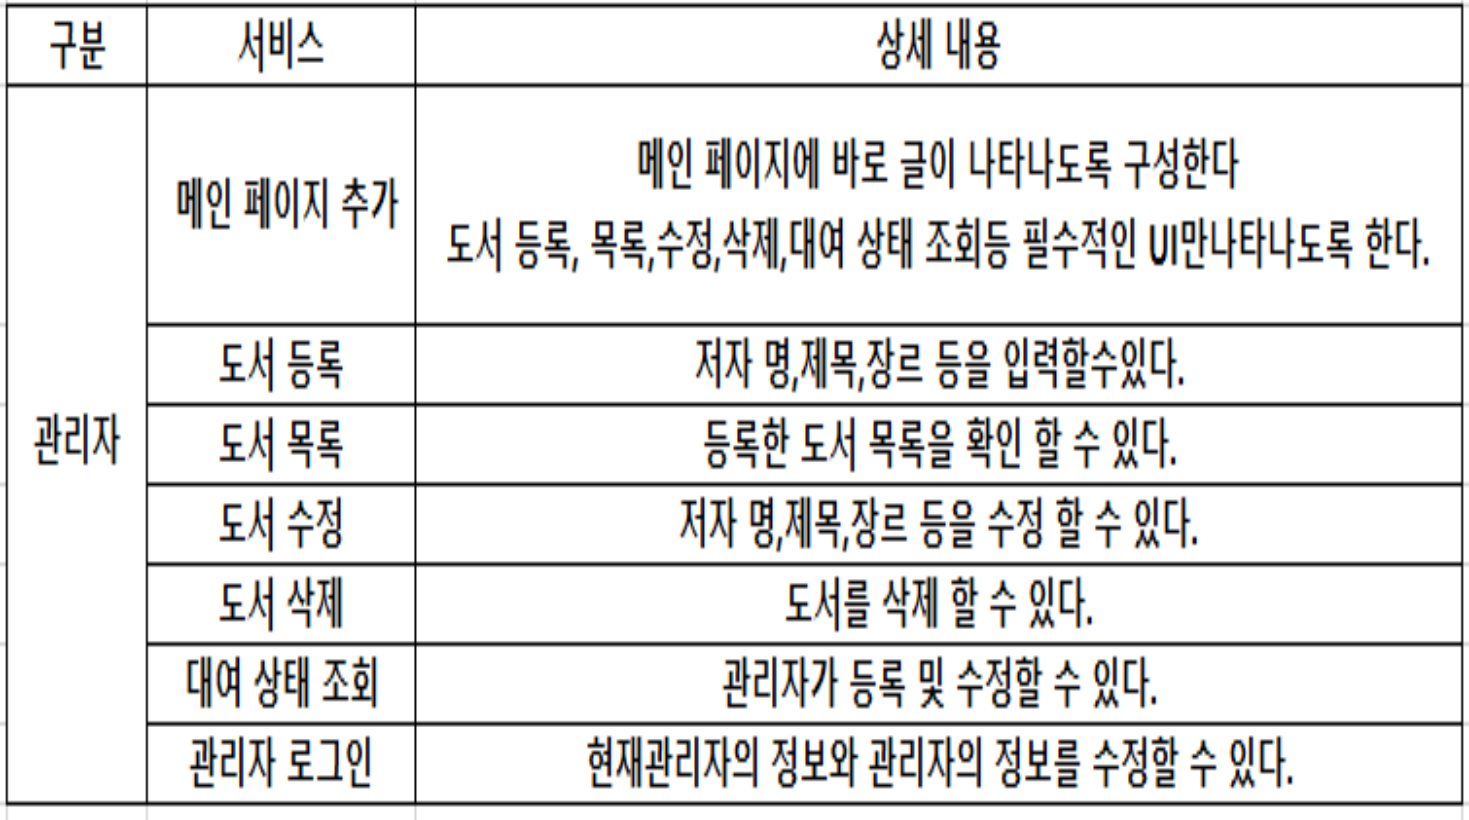 구분 서비스 상세 내용
메인 페이지 추가
메인 페이지에 바로 글이 나타나도록 구성한다
도서 등록, 목록,수정,삭제,대여 상태 조회등 필수적인 UI만나타나도록 한다.
관리자
도서 등록 저자 명,제목,장르 등을 입력할수있다.
도서 목록 등록한 도서 목록을 확인 할 수 있다.
도서 수정 저자 명,제목,장르 등을 수정 할 수 있다.
도서 삭제 도서를 삭제 할 수 있다.
대여 상태 조회 관리자가 등록 및 수정할 수 있다.
관리자 로그인 현재관리자의 정보와 관리자의 정보를 수정할 수 있다.